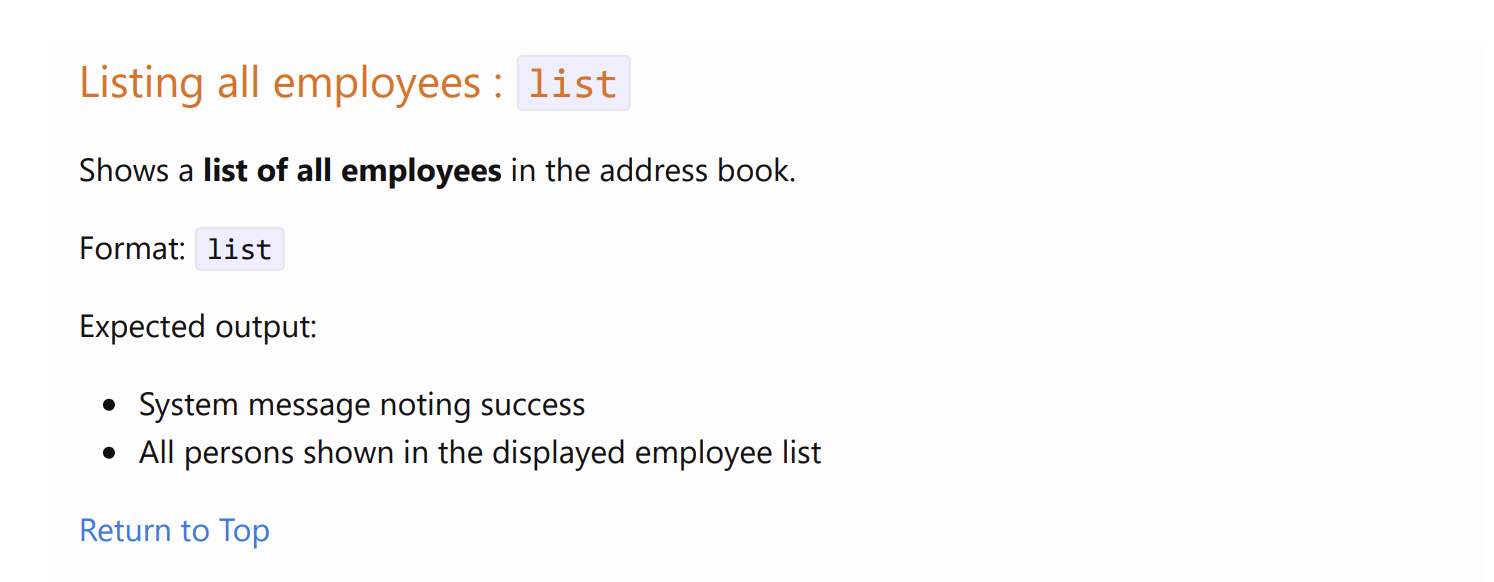 Listing all employees : list
Shows a list of all employees in the address book.
Format: list
Expected output:
• System message noting success
• All persons shown in the displayed employee list
Return to Top